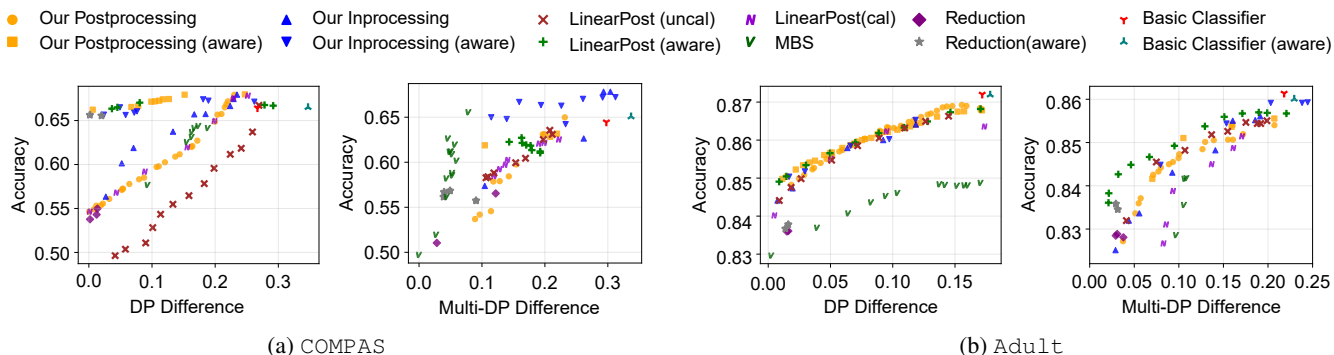 Our Postprocessing
Our Inprocessing
LinearPost (uncal)
LinearPost(cal)
Reduction
Basic Classifier
Our Postprocessing (aware)
Our Inprocessing (aware)
LinearPost (aware)
MBS
Reduction(aware)
Basic Classifier (aware)
Accuracy
0.65
0.60
0.55
0.50
0.0 0.1 0.2 0.3
DP Difference
Accuracy
0.65
0.60
0.55
0.50
0.0 0.1 0.2 0.3
Multi-DP Difference
Accuracy
0.87
0.86
0.85
0.84
0.83
0.00 0.05 0.10 0.15
DP Difference
Accuracy
0.86
0.85
0.84
0.83
0.00 0.05 0.10 0.15 0.20 0.25
Multi-DP Difference
(a) COMPAS
(b) Adult